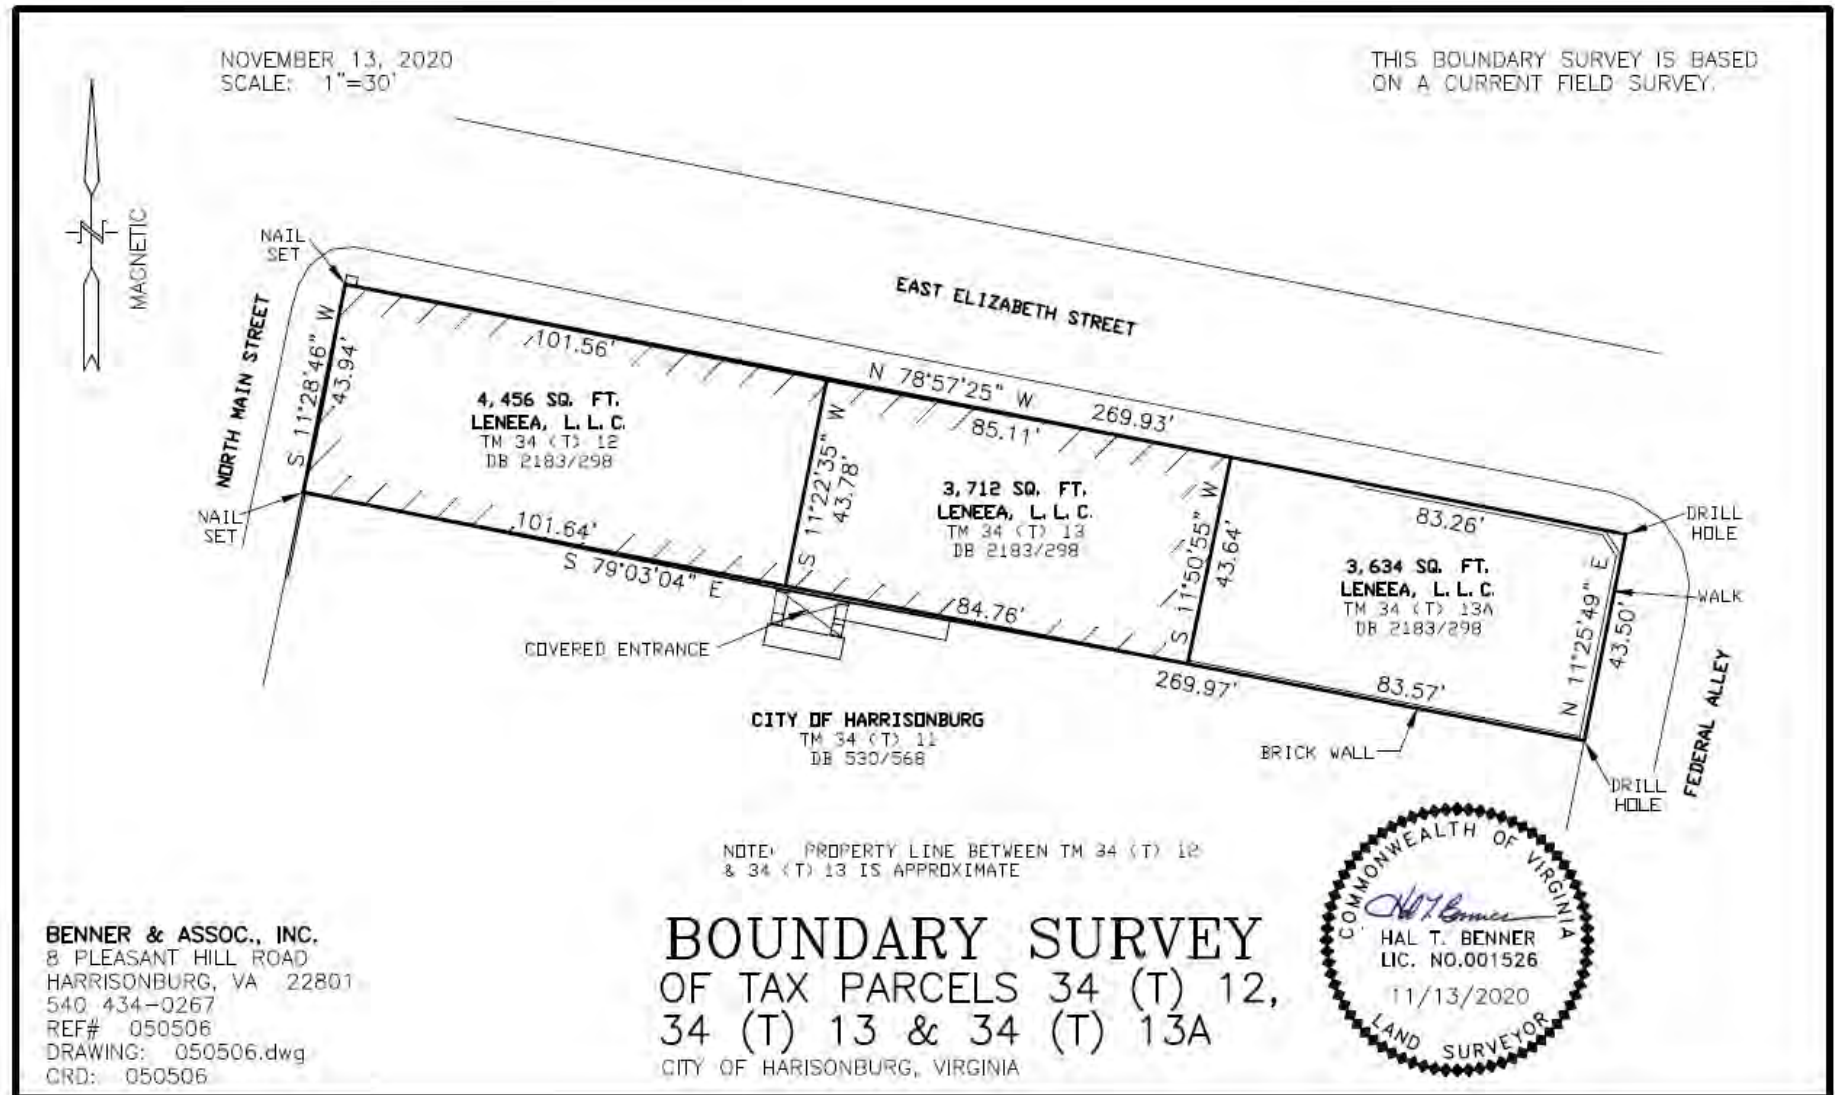 NOVEMBER 13, 2020
SCALE: 1"=30'
THIS BOUNDARY SURVEY IS BASED
ON A CURRENT FIELD SURVEY.
MAGNETIC
NAIL
SET
NORTH MAIN STREET
S 11°28'46" W
43.94'
NAIL
SET
EAST ELIZABETH STREET
101.56'
N 78°57'25" W
269.93'
85.11'
83.26'
4,456 SQ. FT.
LENEEA, L. L. C.
TM 34 (T) 12
DB 2183/298
S 11°22'35" W
43.78'
3,712 SQ. FT.
LENEEA, L. L. C.
TM 34 (T) 13
DB 2183/298
S 11°50'55" W
43.64'
3,634 SQ. FT.
LENEEA, L. L. C.
TM 34 (T) 13A
DB 2183/298
N 11°25'49" E
43.50'
DRILL
HOLE
WALK
FEDERAL ALLEY
101.64'
S 79°03'04" E
84.76'
269.97'
83.57'
COVERED ENTRANCE
CITY OF HARRISONBURG
TM 34 (T) 11
DB 530/568
BRICK WALL
DRILL
HOLE
NOTE: PROPERTY LINE BETWEEN TM 34 (T) 12
& 34 (T) 13 IS APPROXIMATE
BENNER & ASSOC., INC.
8 PLEASANT HILL ROAD
HARRISONBURG, VA 22801
540 434-0267
REF# 050506
DRAWING: 050506.dwg
CRD: 050506
BOUNDARY SURVEY
OF TAX PARCELS 34 (T) 12,
34 (T) 13 & 34 (T) 13A
CITY OF HARISONBURG, VIRGINIA
COMMONWEALTH OF VIRGINIA
Hal T. Benner
HAL T. BENNER
LIC. NO.001526
11/13/2020
LAND SURVEYOR